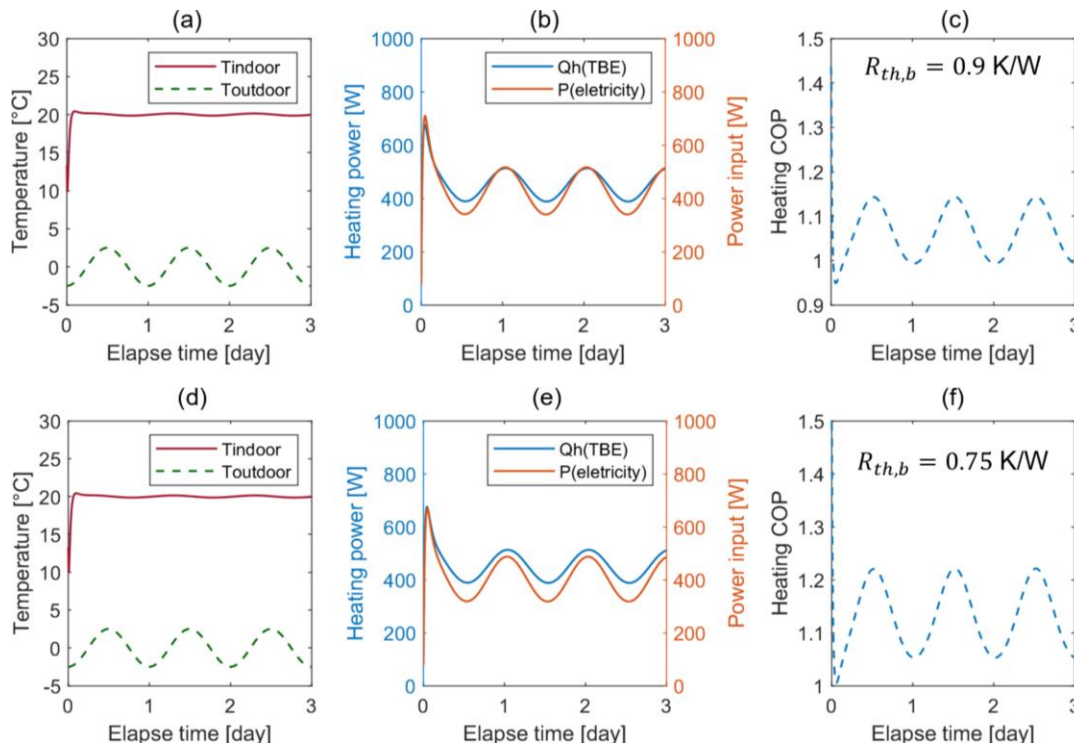 (a)
30
25
20
15
10
5
0
-5
Temperature [°C]
Tindoor
Toutdoor
0 1 2 3
Elapse time [day]
(b)
1000
800
600
400
200
0
Heating power [W]
Qh(TBE)
P(eletricity)
1000
800
600
400
200
0
Power input [W]
0 1 2 3
Elapse time [day]
(c)
1.5
1.4
1.3
1.2
1.1
1
0.9
Heating COP
R_{th,b} = 0.9 K/W
0 1 2 3
Elapse time [day]
(d)
30
25
20
15
10
5
0
-5
Temperature [°C]
Tindoor
Toutdoor
0 1 2 3
Elapse time [day]
(e)
1000
800
600
400
200
0
Heating power [W]
Qh(TBE)
P(eletricity)
1000
800
600
400
200
0
Power input [W]
0 1 2 3
Elapse time [day]
(f)
1.5
1.4
1.3
1.2
1.1
1
Heating COP
R_{th,b} = 0.75 K/W
0 1 2 3
Elapse time [day]